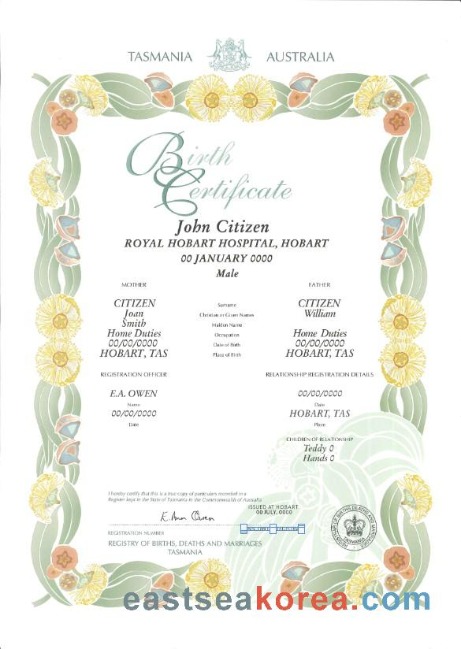 TASMANIA AUSTRALIA
Birth
Certificate
John Citizen
ROYAL HOBART HOSPITAL, HOBART
00 JANUARY 0000
Male
MOTHER FATHER
CITIZEN Surname CITIZEN
Joan Christian or Given Names William
Smith Maiden Name
Home Duties Occupation Home Duties
00/00/0000 Date of Birth 00/00/0000
HOBART, TAS Place of Birth HOBART, TAS
REGISTRATION OFFICER RELATIONSHIP REGISTRATION DETAILS
E.A. OWEN 00/00/0000
Name Date
00/00/0000 HOBART, TAS
Date Place
CHILDREN OF RELATIONSHIP
Teddy 0
Hands 0
I hereby certify that this is a true copy of particulars recorded in a
Register kept in the State of Tasmania in the Commonwealth of Australia
ISSUED AT HOBART
00 JULY, 0000
K Ann Owen
REGISTRATION NUMBER
REGISTRY OF BIRTHS, DEATHS AND MARRIAGES
TASMANIA
eastseakorea.com